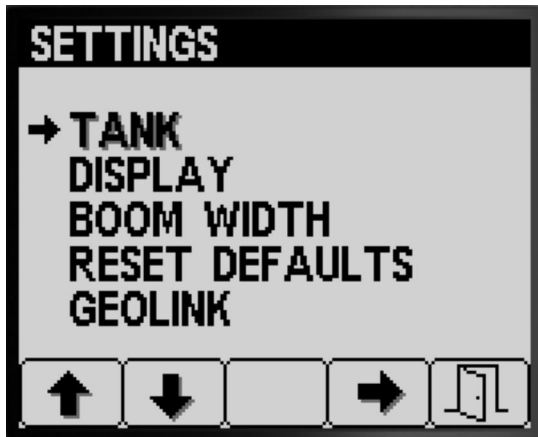 SETTINGS
TANK
DISPLAY
BOOM WIDTH
RESET DEFAULTS
GEOLINK